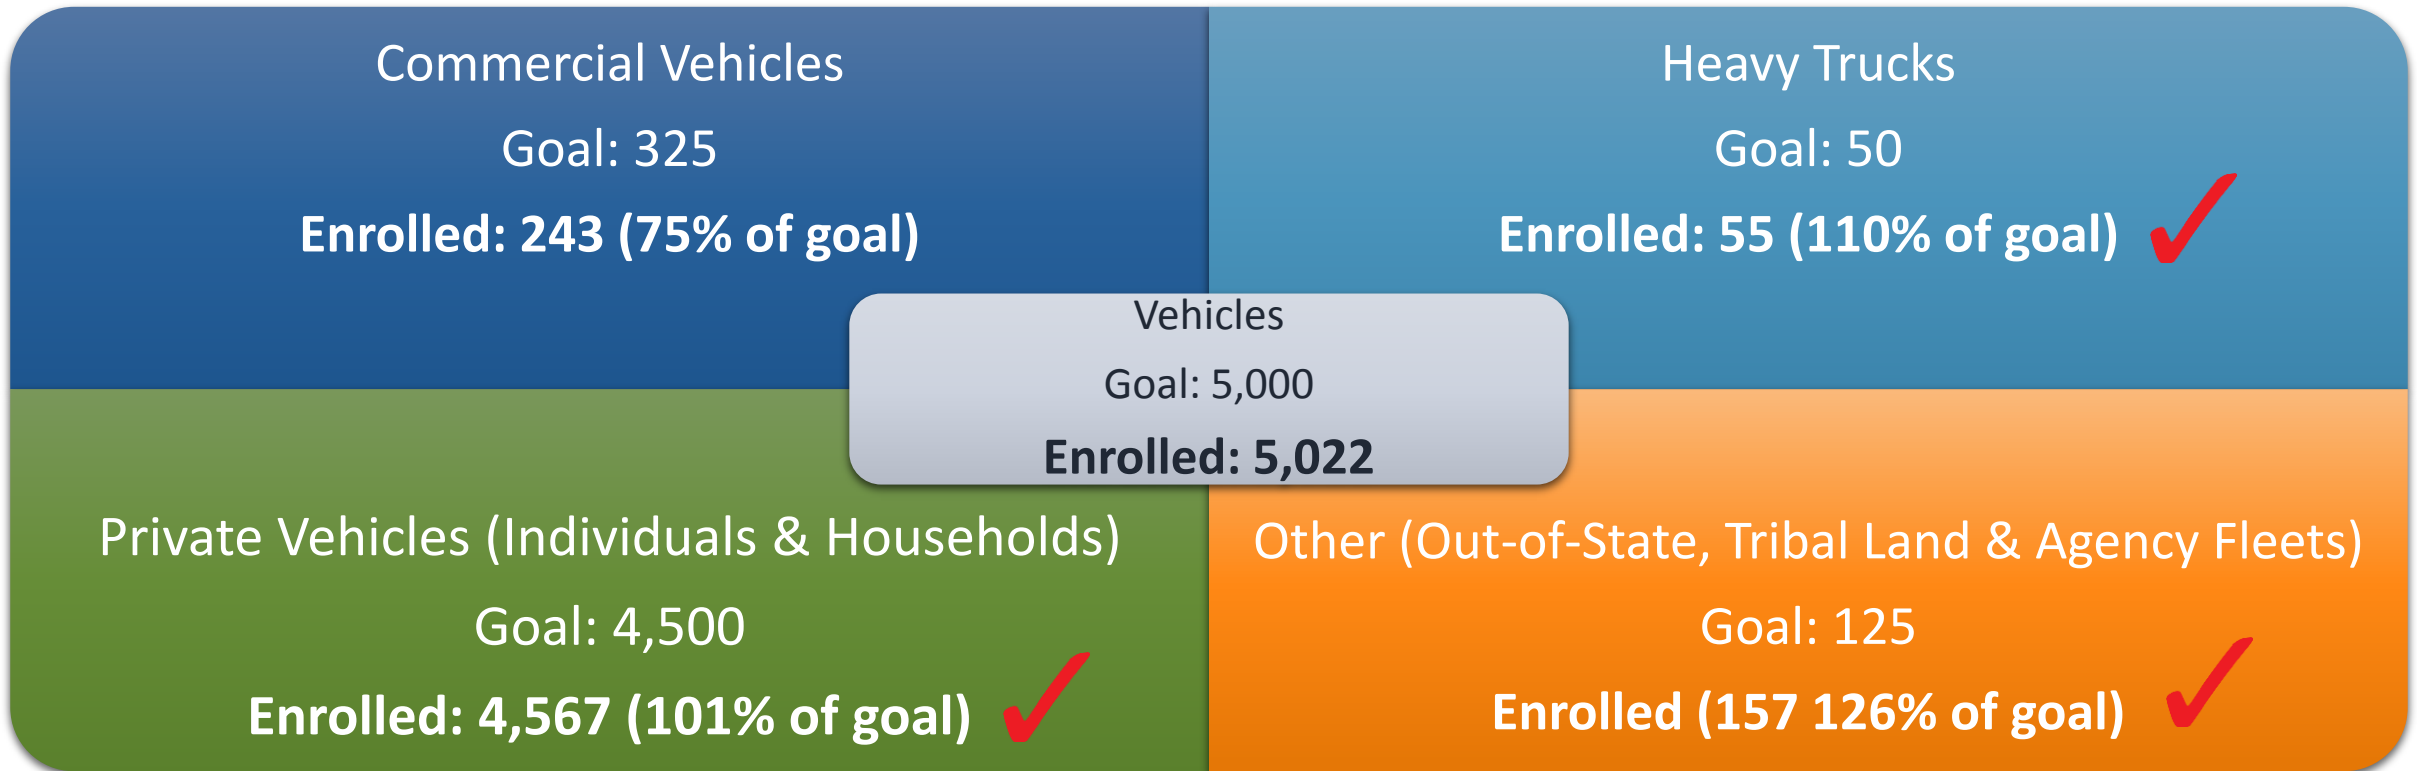 Commercial Vehicles
Goal: 325
Enrolled: 243 (75% of goal)
Heavy Trucks
Goal: 50
Enrolled: 55 (110% of goal)
Vehicles
Goal: 5,000
Enrolled: 5,022
Private Vehicles (Individuals & Households)
Goal: 4,500
Enrolled: 4,567 (101% of goal)
Other (Out-of-State, Tribal Land & Agency Fleets)
Goal: 125
Enrolled (157 126% of goal)